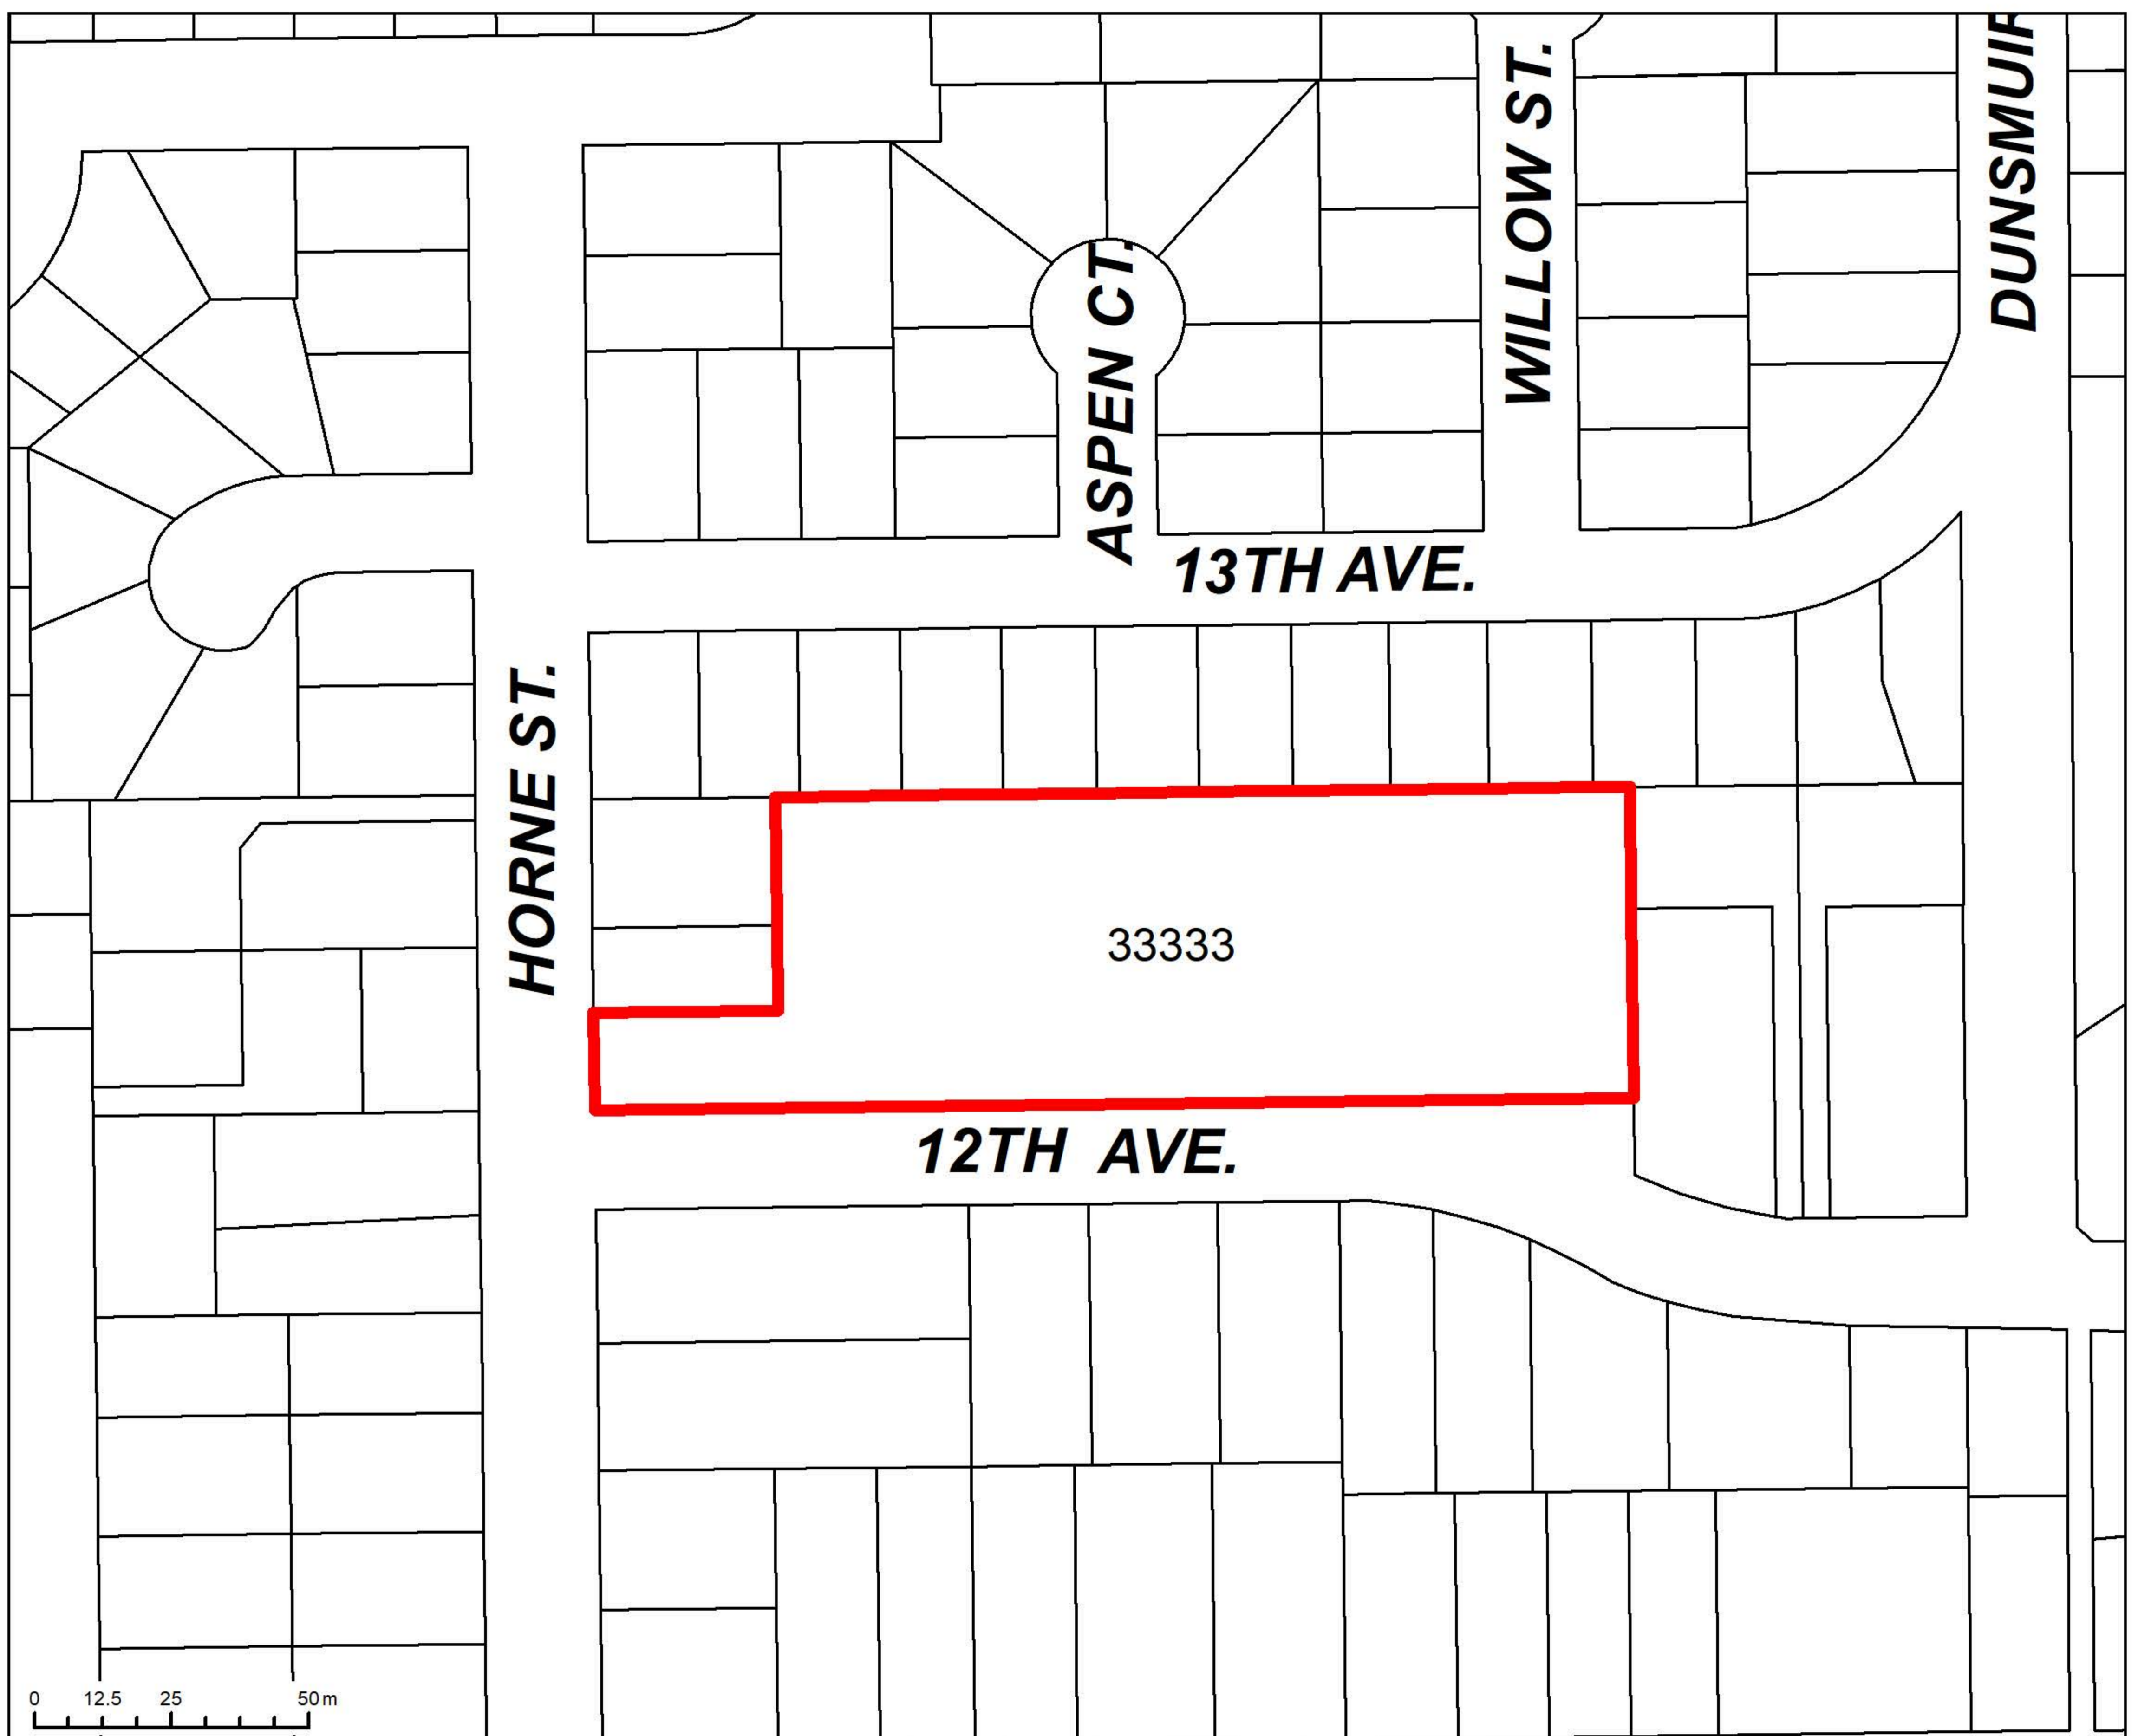 DUNSMUIR
WILLOW ST.
ASPEN CT.
13TH AVE.
HORNE ST.
33333
12TH AVE.
0 12.5 25 50 m